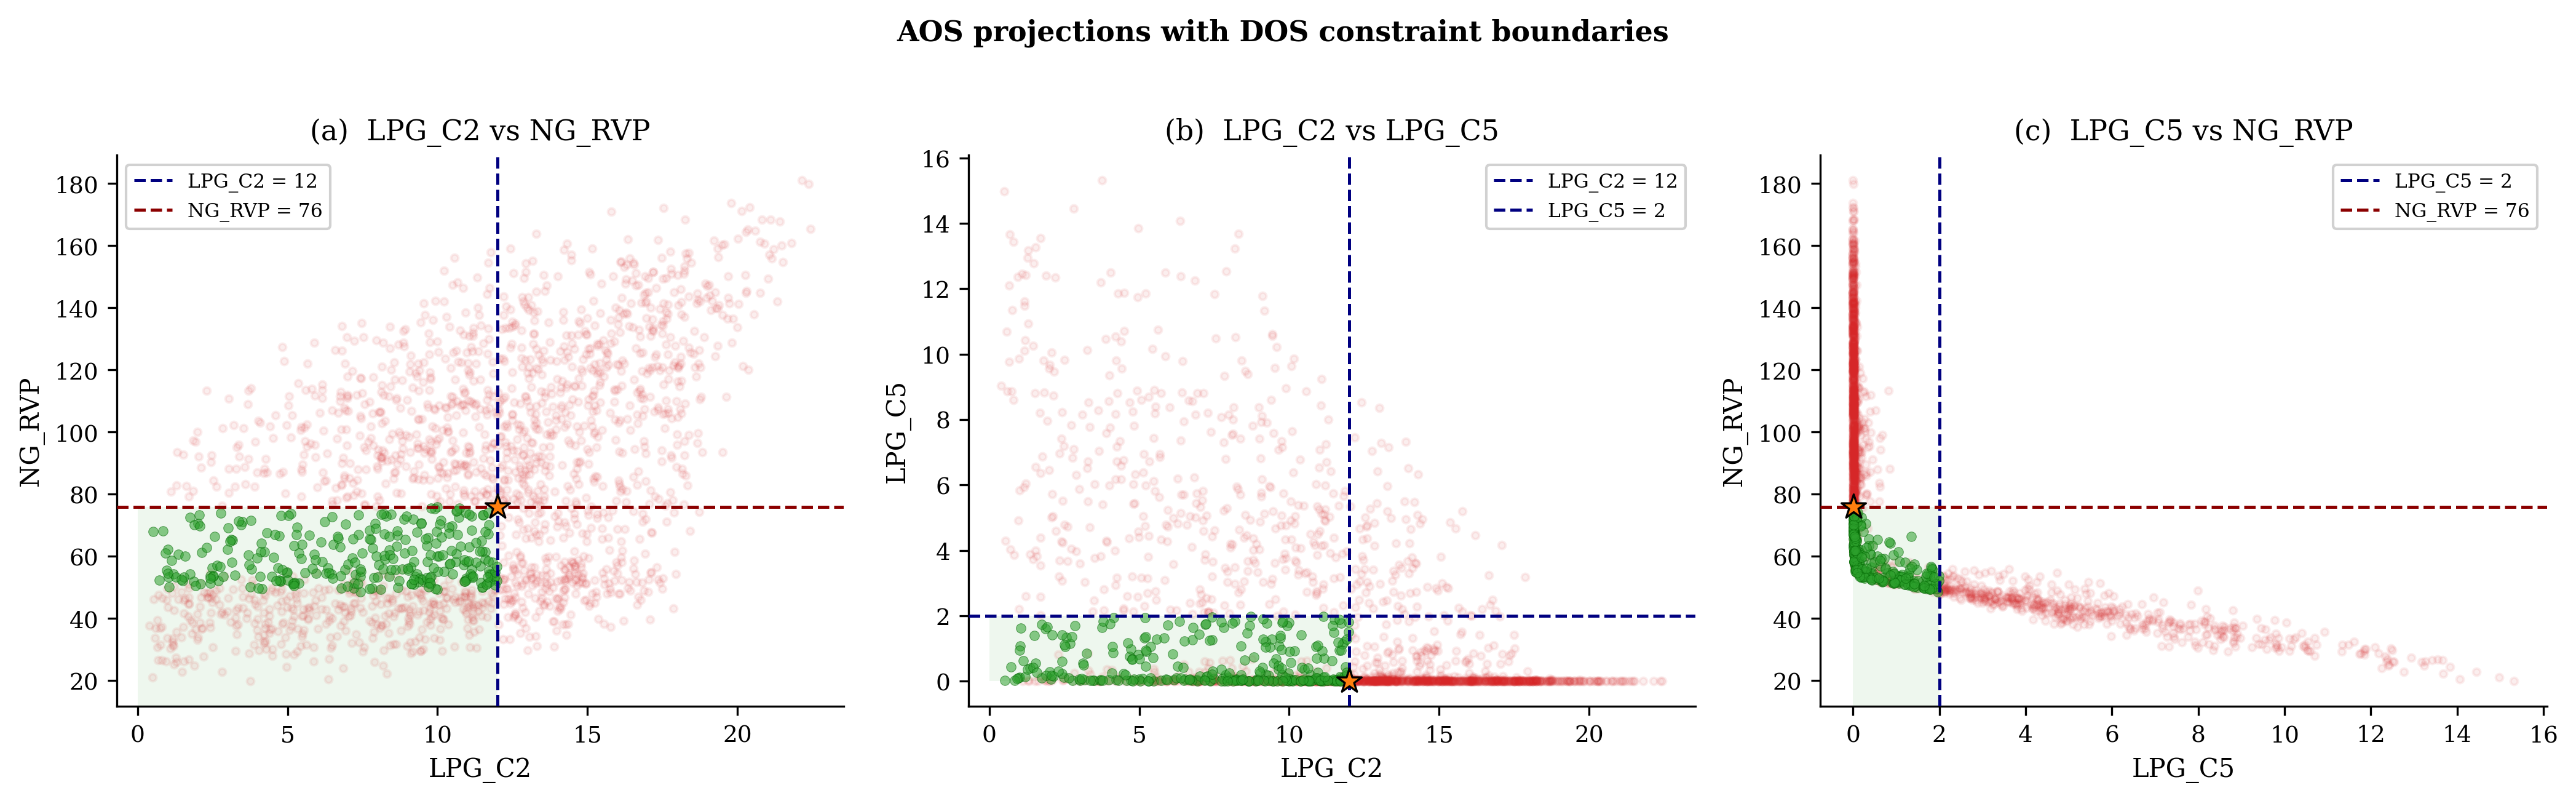 AOS projections with DOS constraint boundaries
(a) LPG_C2 vs NG_RVP
LPG_C2 = 12
NG_RVP = 76
180
160
140
120
100
80
60
40
20
NG_RVP
0 5 10 15 20
LPG_C2
(b) LPG_C2 vs LPG_C5
LPG_C2 = 12
LPG_C5 = 2
16
14
12
10
8
6
4
2
0
LPG_C5
0 5 10 15 20
LPG_C2
(c) LPG_C5 vs NG_RVP
LPG_C5 = 2
NG_RVP = 76
180
160
140
120
100
80
60
40
20
NG_RVP
0 2 4 6 8 10 12 14 16
LPG_C5